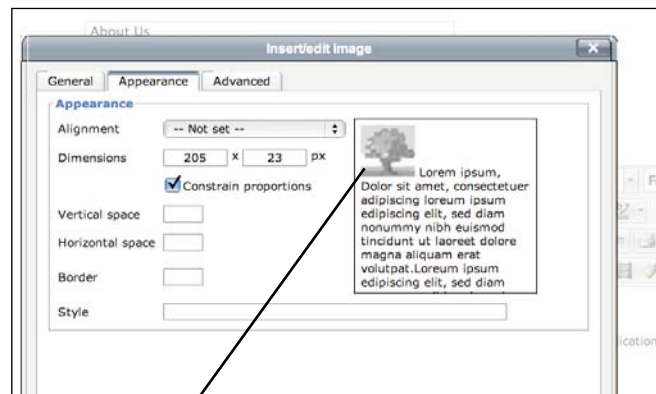 About Us
Insert/edit image
General
Appearance
Advanced
Appearance
Alignment
-- Not set --
Dimensions
205 x 23 px
Constrain proportions
Vertical space
Horizontal space
Border
Style
Lorem ipsum,
Dolor sit amet, consectetuer
adipiscing loreum ipsum
edipiscing elit, sed diam
nonummy nibh euismod
tincidunt ut laoreet dolore
magna aliquam erat
volutpat.Loreum ipsum
edipiscing elit, sed diam
ication